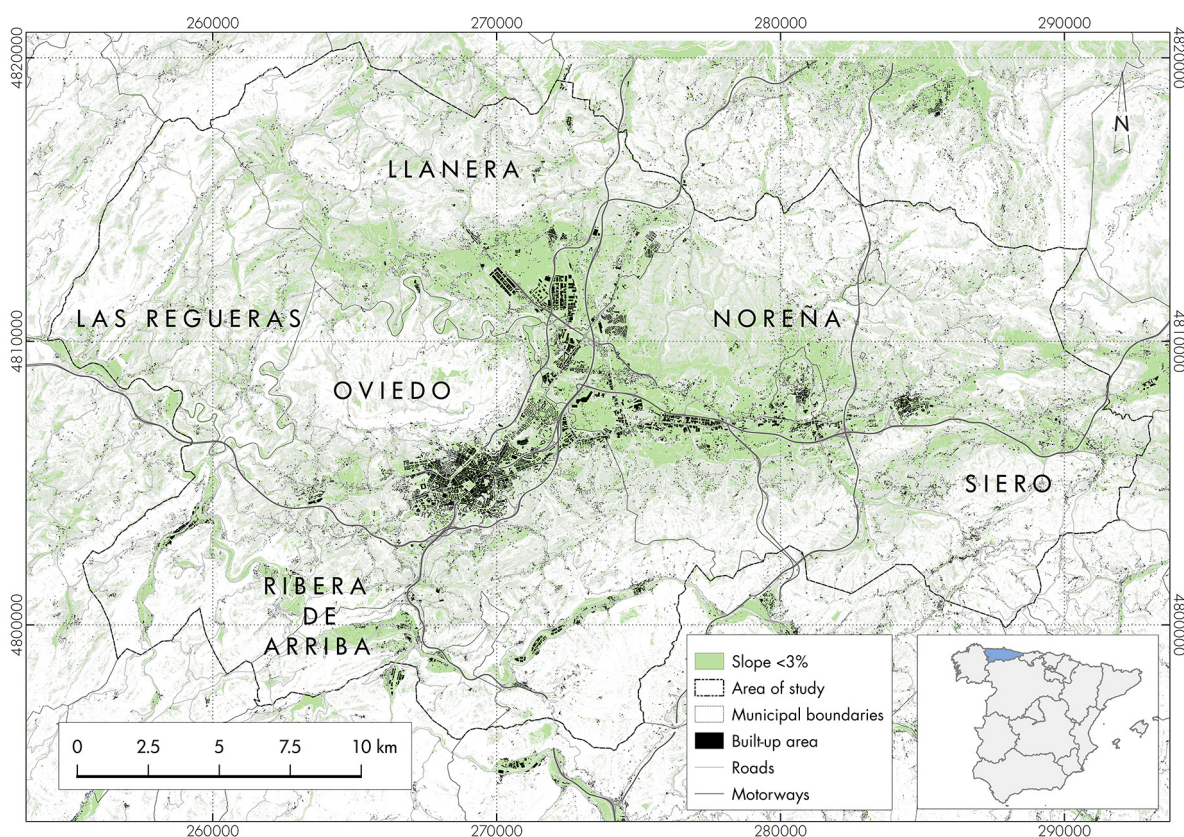 260000 270000 280000 290000
4820000 4820000
N
LLANERA
LAS REGUERAS
NOREÑA
4810000 4810000
OVIEDO
SIERO
RIBERA
DE
ARRIBA
4800000 4800000
Slope <3%
Area of study
Municipal boundaries
Built-up area
Roads
Motorways
0 2.5 5 7.5 10 km
260000 270000 280000 290000